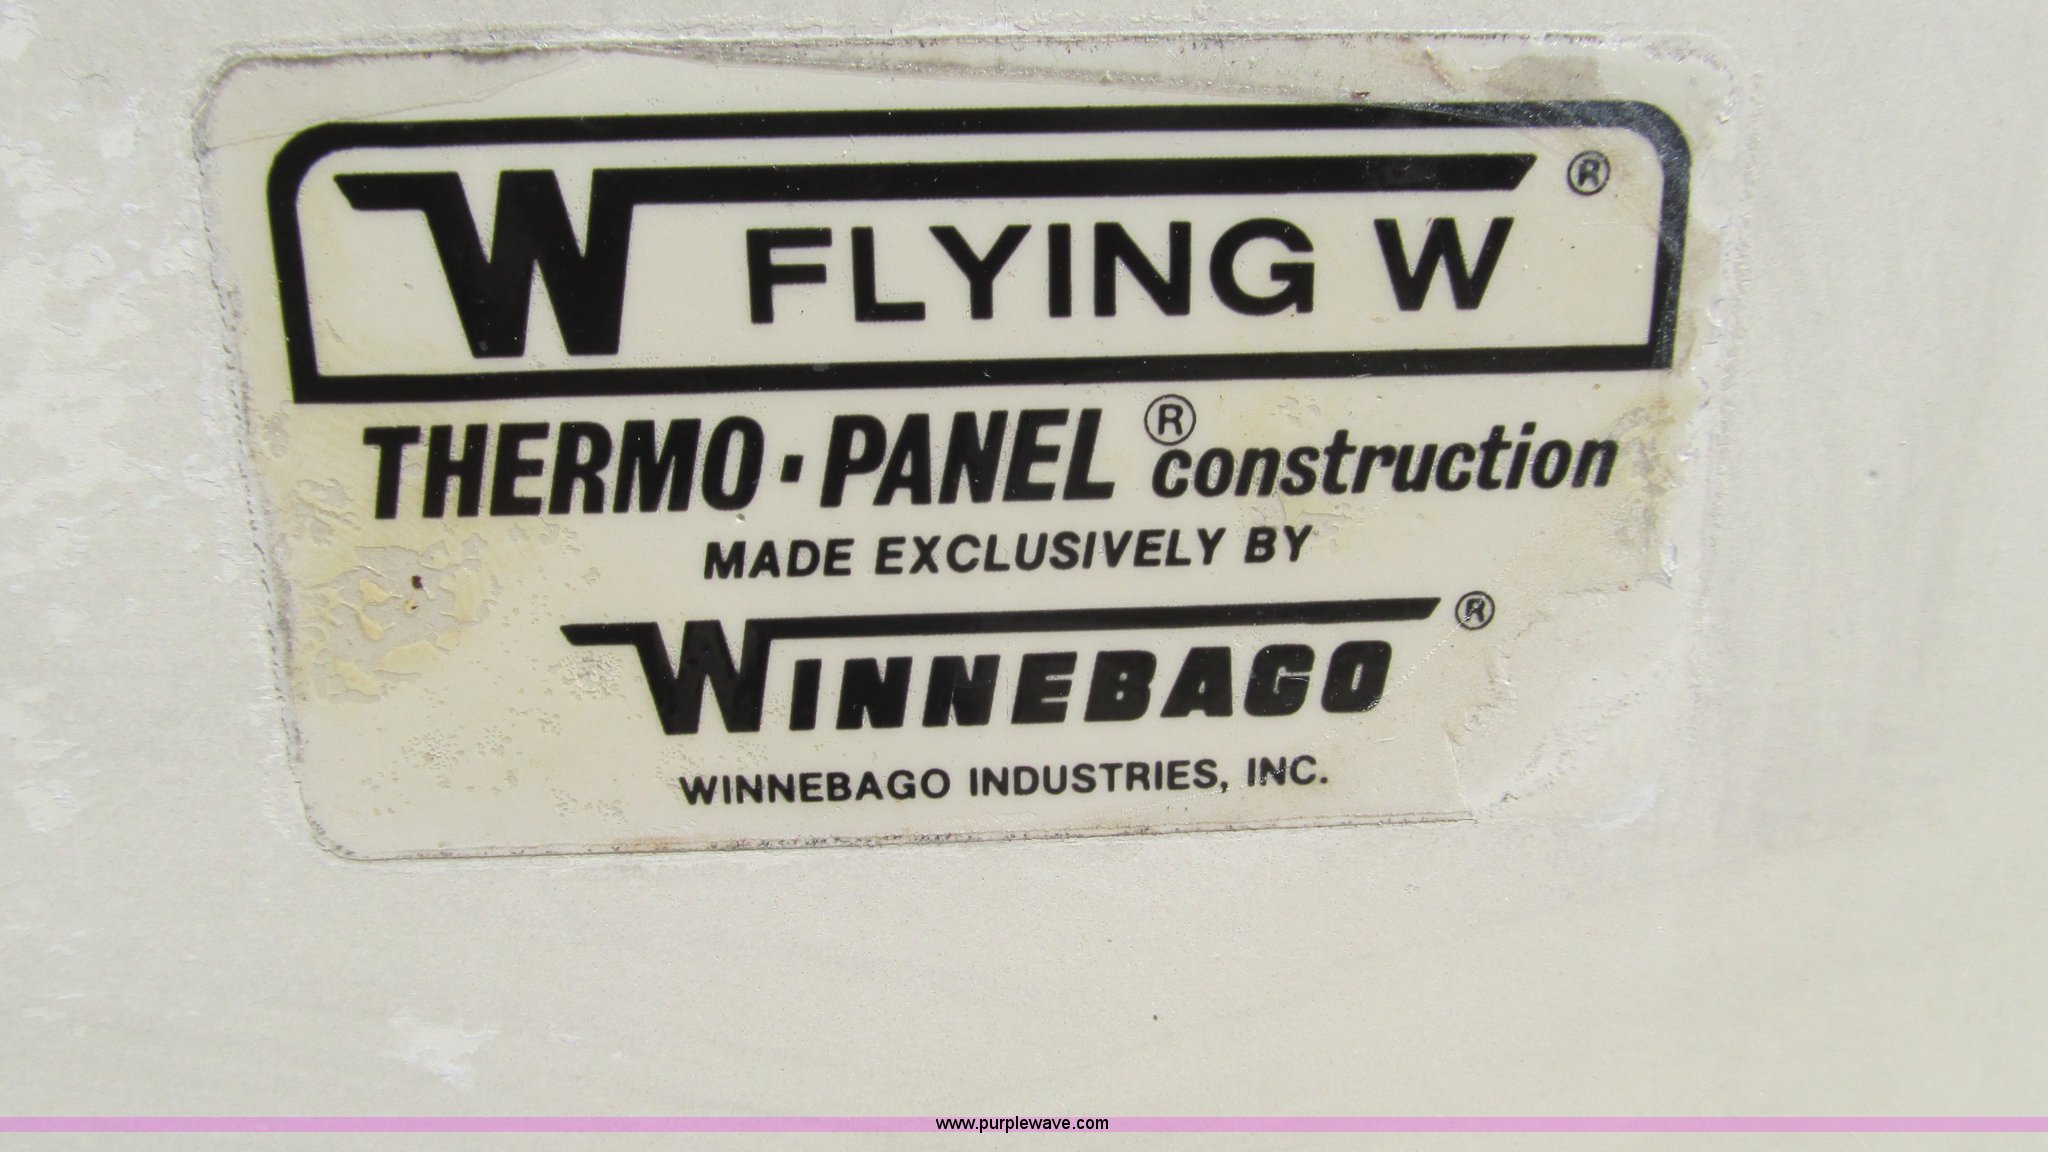 W FLYING W ®
THERMO·PANEL ® construction
MADE EXCLUSIVELY BY
WINNEBAGO ®
WINNEBAGO INDUSTRIES, INC.
www.purplewave.com